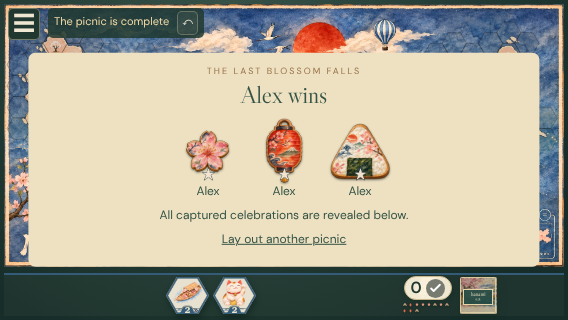 The picnic is complete
THE LAST BLOSSOM FALLS
Alex wins
Alex
Alex
Alex
All captured celebrations are revealed below.
Lay out another picnic
2
2
0
hanami